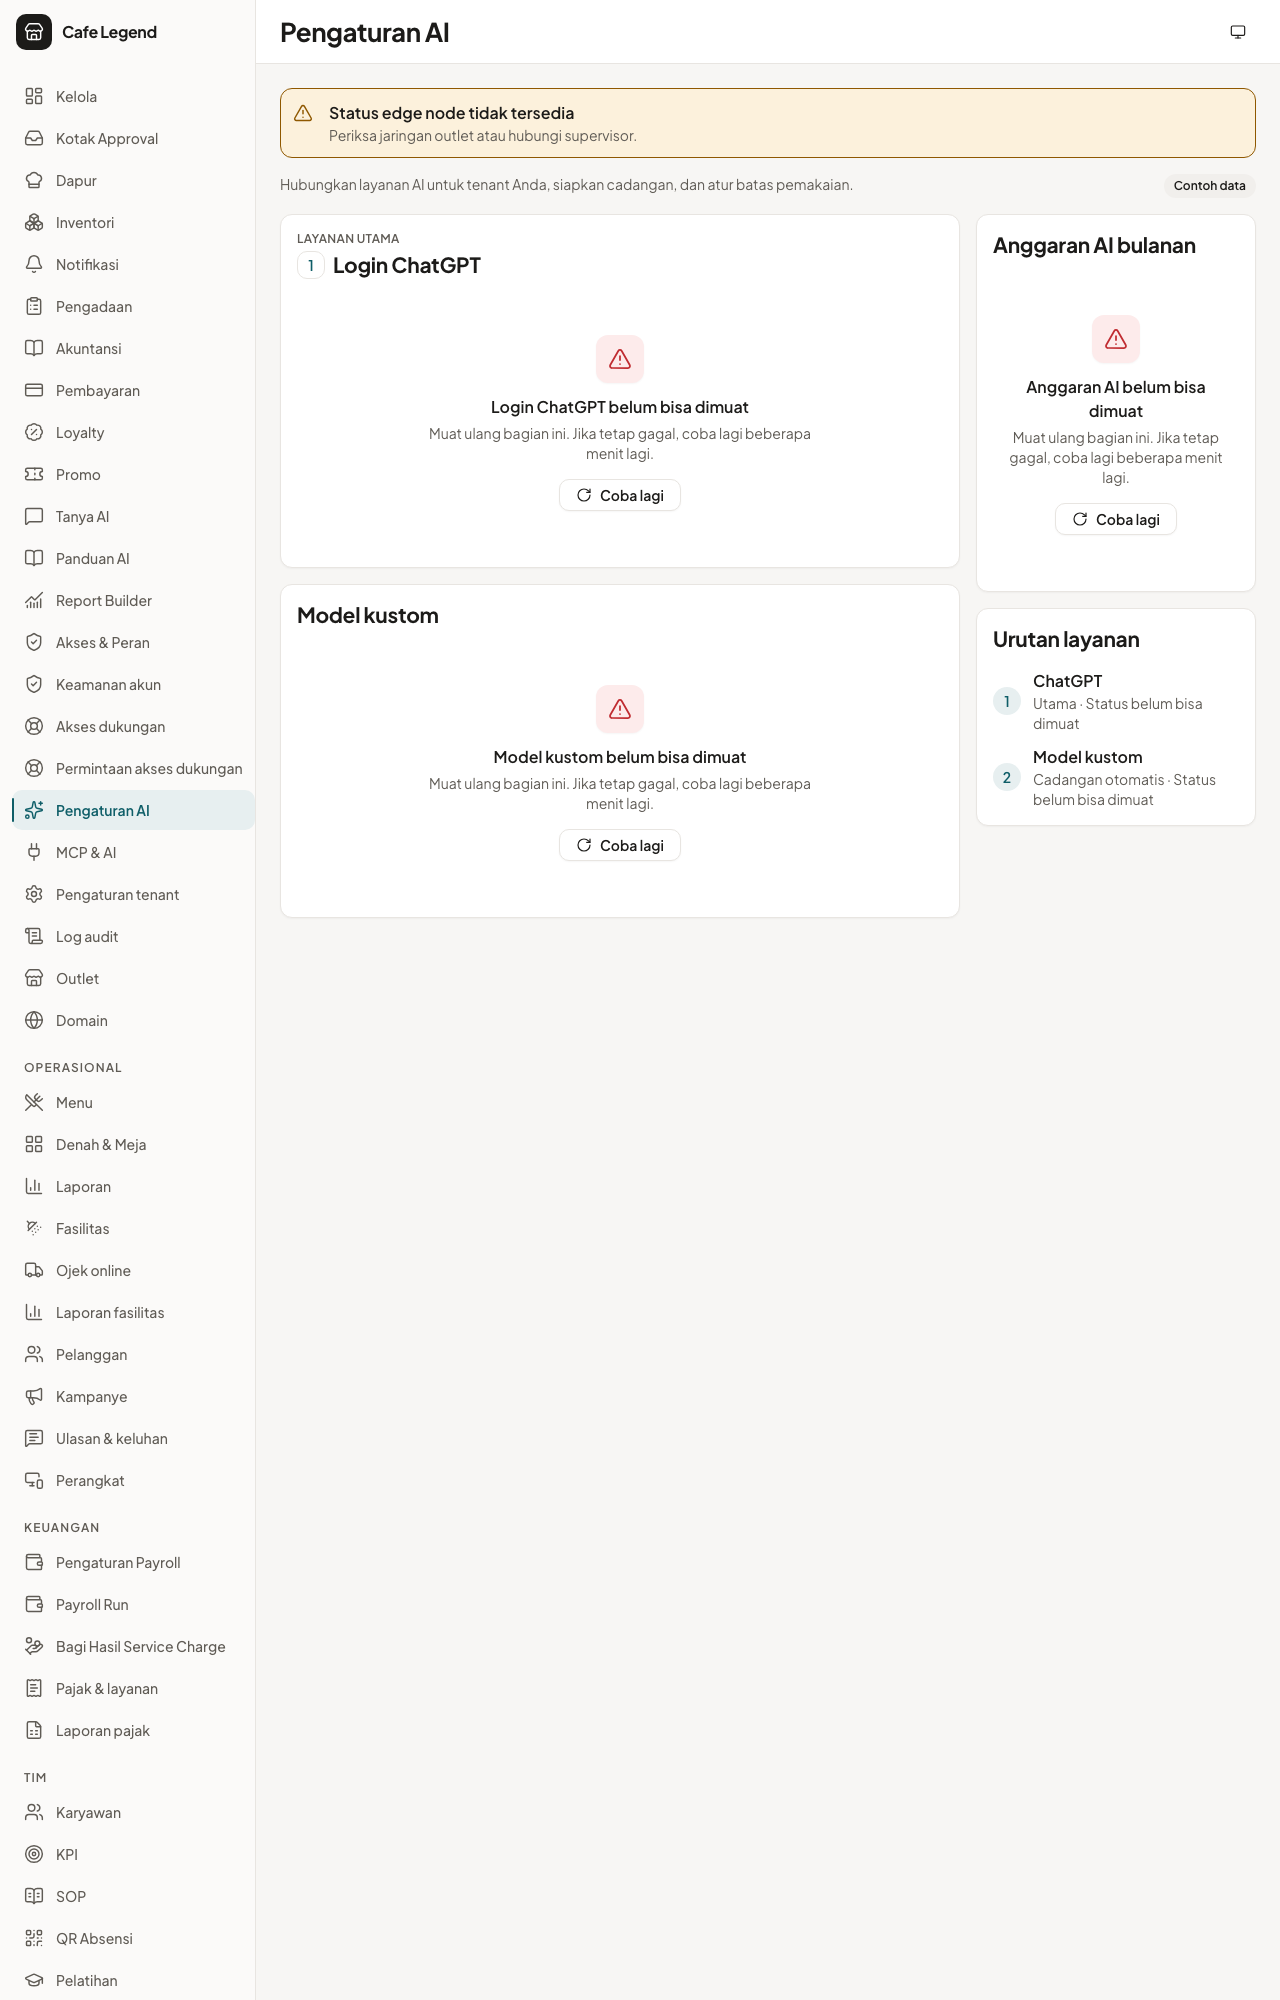 Cafe Legend
Kelola
Kotak Approval
Dapur
Inventori
Notifikasi
Pengadaan
Akuntansi
Pembayaran
Loyalty
Promo
Tanya AI
Panduan AI
Report Builder
Akses & Peran
Keamanan akun
Akses dukungan
Permintaan akses dukungan
Pengaturan AI
MCP & AI
Pengaturan tenant
Log audit
Outlet
Domain
OPERASIONAL
Menu
Denah & Meja
Laporan
Fasilitas
Ojek online
Laporan fasilitas
Pelanggan
Kampanye
Ulasan & keluhan
Perangkat
KEUANGAN
Pengaturan Payroll
Payroll Run
Bagi Hasil Service Charge
Pajak & layanan
Laporan pajak
TIM
Karyawan
KPI
SOP
QR Absensi
Pelatihan
Pengaturan AI
Status edge node tidak tersedia
Periksa jaringan outlet atau hubungi supervisor.
Hubungkan layanan AI untuk tenant Anda, siapkan cadangan, dan atur batas pemakaian.
Contoh data
LAYANAN UTAMA
1 Login ChatGPT
Login ChatGPT belum bisa dimuat
Muat ulang bagian ini. Jika tetap gagal, coba lagi beberapa
menit lagi.
Coba lagi
Model kustom
Model kustom belum bisa dimuat
Muat ulang bagian ini. Jika tetap gagal, coba lagi beberapa
menit lagi.
Coba lagi
Anggaran AI bulanan
Anggaran AI belum bisa
dimuat
Muat ulang bagian ini. Jika tetap
gagal, coba lagi beberapa menit
lagi.
Coba lagi
Urutan layanan
1
ChatGPT
Utama · Status belum bisa
dimuat
2
Model kustom
Cadangan otomatis · Status
belum bisa dimuat